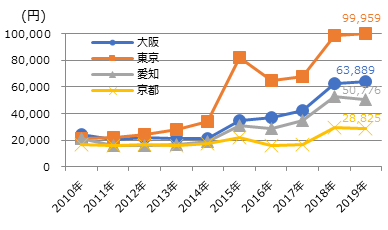 (円)
99,959
100,000
大阪
東京
80,000
63,889
愛知
50,776
60,000
京都
40,000
28,825
20,000
0
2010年
2011年
2012年
2013年
2014年
2015年
2016年
2017年
2018年
2019年